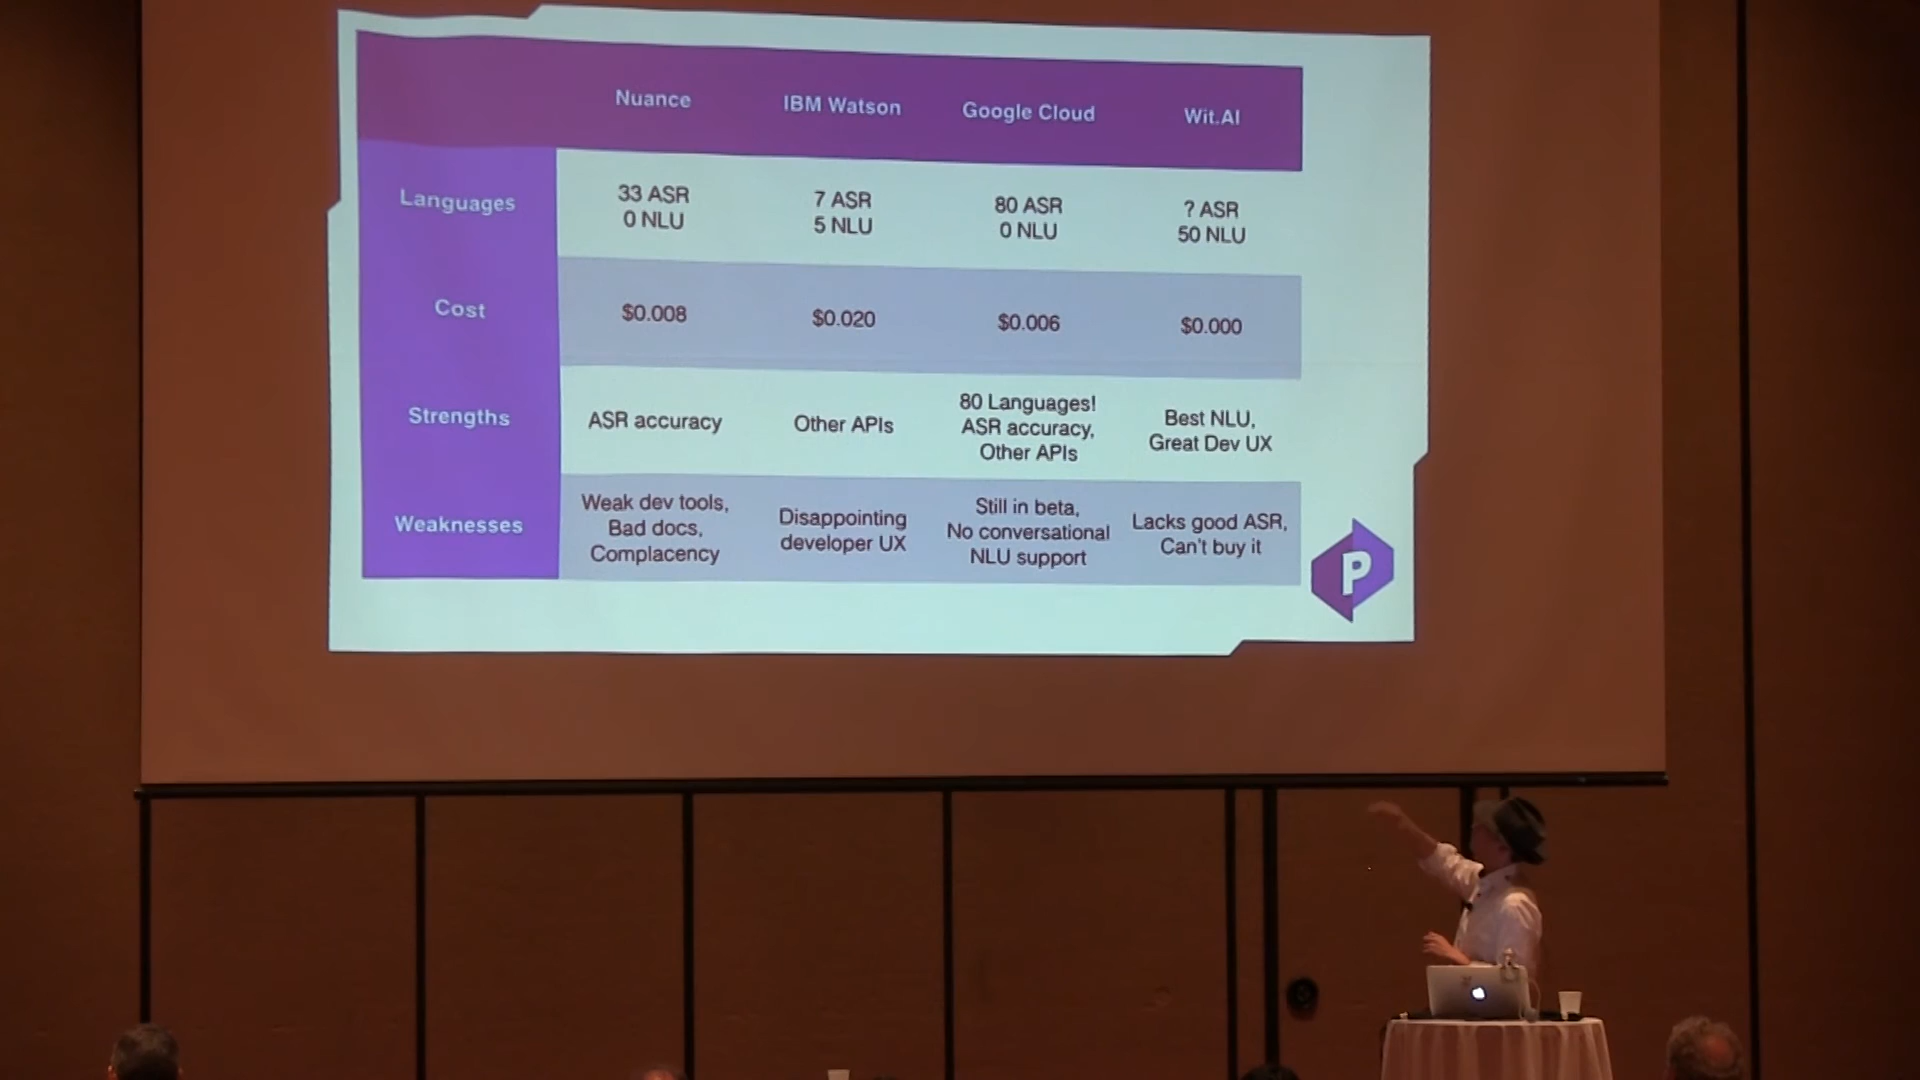 Nuance IBM Watson Google Cloud Wit.AI
Languages
33 ASR
0 NLU
7 ASR
5 NLU
80 ASR
0 NLU
? ASR
50 NLU
Cost
$0.008 $0.020 $0.006 $0.000
Strengths
ASR accuracy
Other APIs
80 Languages!
ASR accuracy,
Other APIs
Best NLU,
Great Dev UX
Weaknesses
Weak dev tools,
Bad docs,
Complacency
Disappointing
developer UX
Still in beta,
No conversational
NLU support
Lacks good ASR,
Can't buy it
P